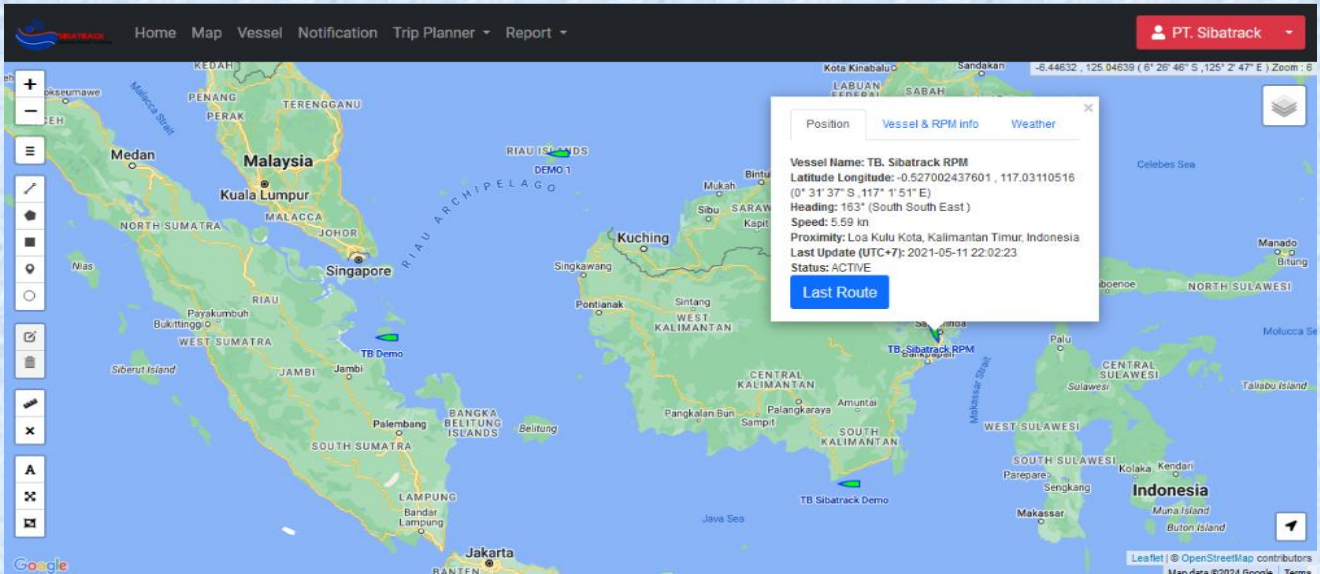 SIBATRACK
Home Map Vessel Notification Trip Planner Report
PT. Sibatrack
-6.44632 , 125.04639 ( 6° 26' 46" S ,125° 2' 47" E ) Zoom : 6
Position Vessel & RPM info Weather
×
Vessel Name: TB. Sibatrack RPM
Latitude Longitude: -0.527002437601 , 117.03110516
(0° 31' 37" S ,117° 1' 51" E)
Heading: 163° (South South East )
Speed: 5.59 kn
Proximity: Loa Kulu Kota, Kalimantan Timur, Indonesia
Last Update (UTC+7): 2021-05-11 22:02:23
Status: ACTIVE
Last Route
KEDAH
Kota Kinabalu
Sandakan
LABUAN
FEDERAL
SABAH
PENANG
TERENGGANU
PERAK
Malacca Strait
Medan
Malaysia
RIAU ISLANDS
DEMO 1
Celebes Sea
Kuala Lumpur
RIAU ARCHIPELAGO
Mukah
MALACCA
Sibu
Kapit
NORTH SUMATRA
JOHOR
Kuching
Manado
Bitung
Nias
Singapore
Singkawang
NORTH SULAWESI
RIAU
Pontianak
Sintang
Payakumbuh
WEST
KALIMANTAN
Bukittinggi
Molucca Se
WEST SUMATRA
TB Demo
TB. Sibatrack RPM
Balikpapan
Palu
Siberut Island
JAMBI
Jambi
CENTRAL
KALIMANTAN
CENTRAL
SULAWESI
Sulawesi
Taliabu Island
Makassar Strait
BANGKA
BELITUNG
ISLANDS
Belitung
Pangkalan Bun
Palangkaraya
Amuntai
Sampit
Palembang
SOUTH
KALIMANTAN
WEST SULAWESI
SOUTH SUMATRA
SOUTH SULAWESI
Kolaka
Kendari
Parepare
Sengkang
Indonesia
LAMPUNG
TB Sibatrack Demo
Muna Island
Bandar
Lampung
Java Sea
Makassar
Buton Island
A
Jakarta
BANTEN
Google
Leaflet | © OpenStreetMap contributors
Map data ©2024 Google Terms